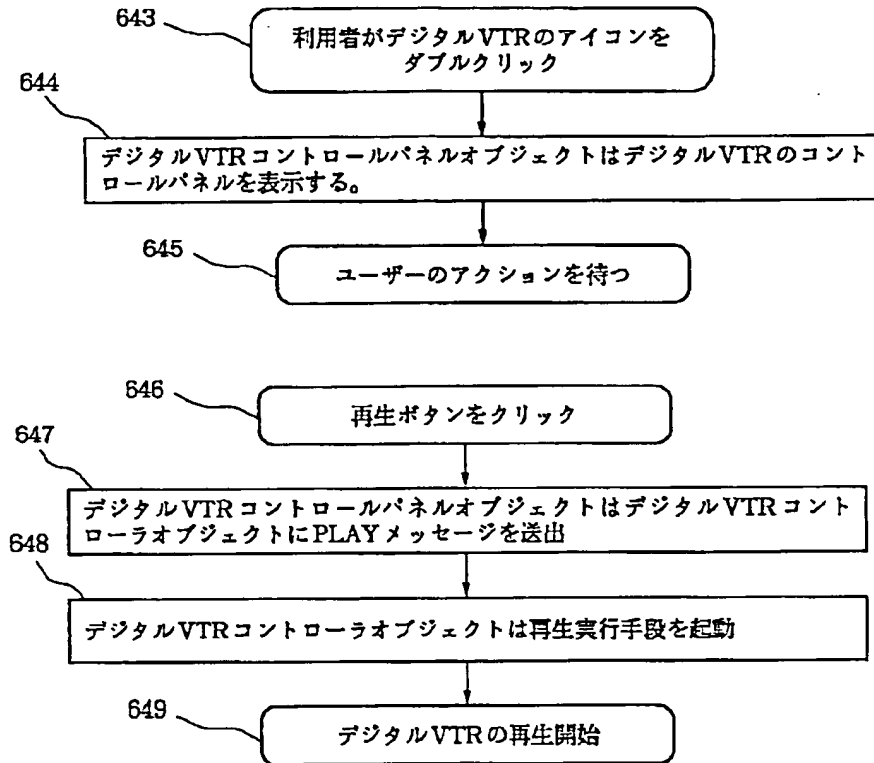 643
利用者がデジタルVTRのアイコンを
ダブルクリック
644
デジタルVTRコントロールパネルオブジェクトはデジタルVTRのコント
ロールパネルを表示する。
645
ユーザーのアクションを待つ
646
再生ボタンをクリック
647
デジタルVTRコントロールパネルオブジェクトはデジタルVTRコント
ローラオブジェクトにPLAYメッセージを送出
648
デジタルVTRコントローラオブジェクトは再生実行手段を起動
649
デジタルVTRの再生開始